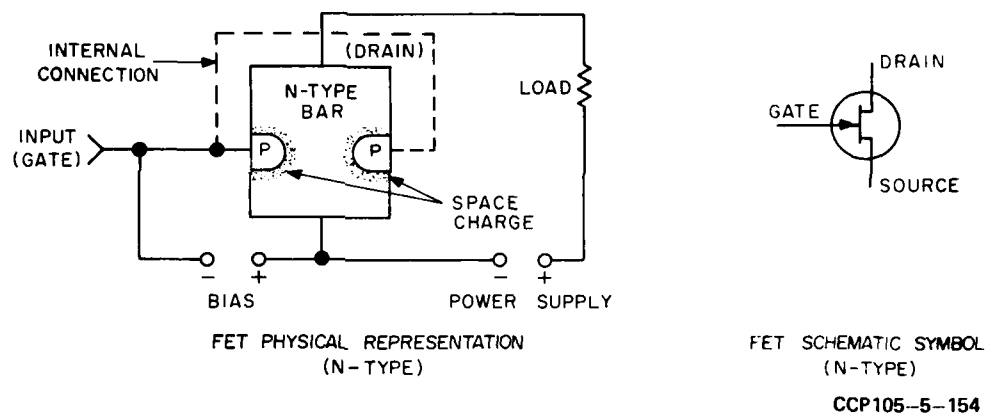 INTERNAL
CONNECTION
(DRAIN)
N-TYPE
BAR
LOAD
INPUT
(GATE)
P
P
SPACE
CHARGE
- +
BIAS
- +
POWER SUPPLY
FET PHYSICAL REPRESENTATION
(N-TYPE)
DRAIN
GATE
SOURCE
FET SCHEMATIC SYMBOL
(N-TYPE)
CCP105--5-154